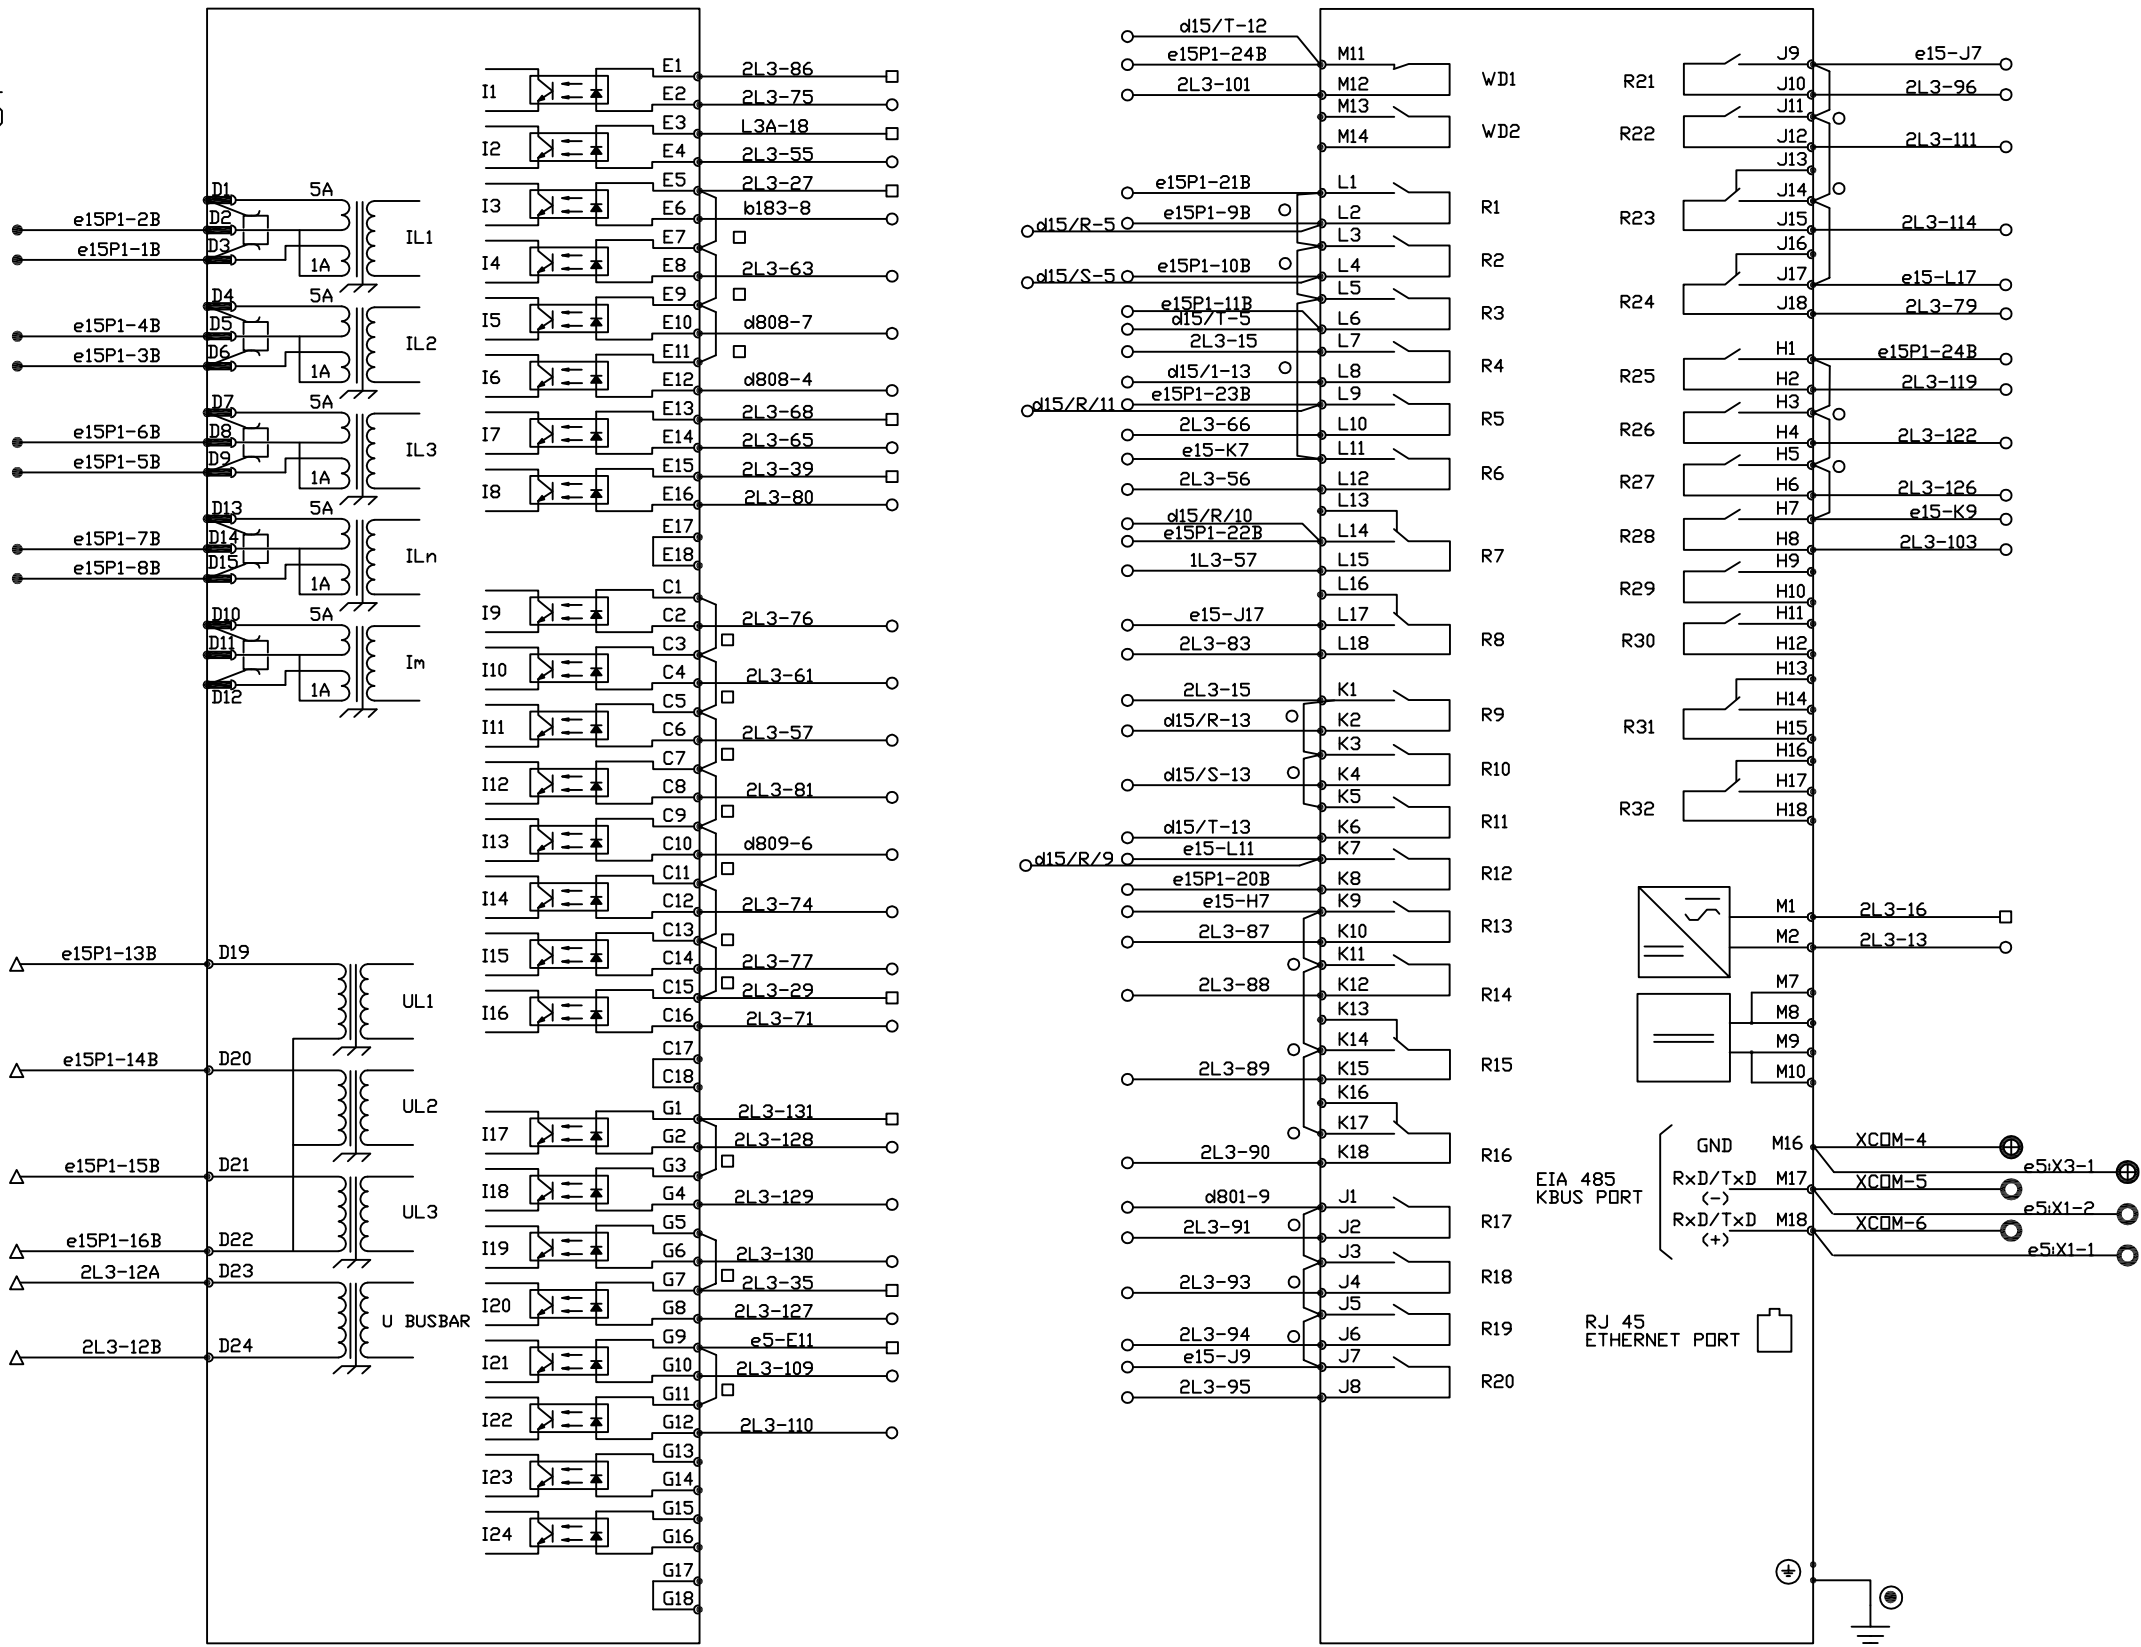 D1 5A
e15P1-2B D2
e15P1-1B D3 1A IL1
D4 5A
e15P1-4B D5
e15P1-3B D6 1A IL2
D7 5A
e15P1-6B D8
e15P1-5B D9 1A IL3
D13 5A
e15P1-7B D14
e15P1-8B D15 1A ILn
D10 5A
D11
D12 1A Im
e15P1-13B D19
UL1
e15P1-14B D20
UL2
e15P1-15B D21
UL3
e15P1-16B D22
2L3-12A D23
U BUSBAR
2L3-12B D24
I1 E1 2L3-86
E2 2L3-75
I2 E3 L3A-18
E4 2L3-55
I3 E5 2L3-27
E6 b183-8
I4 E7
E8 2L3-63
I5 E9
E10 d808-7
I6 E11
E12 d808-4
I7 E13 2L3-68
E14 2L3-65
I8 E15 2L3-39
E16 2L3-80
E17
E18
I9 C1
C2 2L3-76
I10 C3
C4 2L3-61
I11 C5
C6 2L3-57
I12 C7
C8 2L3-81
I13 C9
C10 d809-6
I14 C11
C12 2L3-74
I15 C13
C14 2L3-77
I16 C15 2L3-29
C16 2L3-71
C17
C18
I17 G1 2L3-131
G2 2L3-128
I18 G3
G4 2L3-129
I19 G5
G6 2L3-130
I20 G7 2L3-35
G8 2L3-127
I21 G9 e5-E11
G10 2L3-109
I22 G11
G12 2L3-110
I23 G13
G14
I24 G15
G16
G17
G18
d15/T-12
e15P1-24B M11
2L3-101 M12 WD1
M13
M14 WD2
e15P1-21B L1
d15/R-5 e15P1-9B L2 R1
L3
d15/S-5 e15P1-10B L4 R2
L5
e15P1-11B
d15/T-5 L6 R3
2L3-15 L7
d15/1-13 L8 R4
d15/R/11 e15P1-23B L9
2L3-66 L10 R5
e15-K7 L11
2L3-56 L12 R6
L13
d15/R/10
e15P1-22B L14
1L3-57 L15 R7
L16
e15-J17 L17
2L3-83 L18 R8
2L3-15 K1
d15/R-13 K2 R9
K3
d15/S-13 K4 R10
K5
d15/T-13 K6 R11
d15/R/9 e15-L11 K7
e15P1-20B K8 R12
e15-H7 K9
2L3-87 K10 R13
K11
2L3-88 K12 R14
K13
K14
2L3-89 K15 R15
K16
K17
2L3-90 K18 R16
d801-9 J1
2L3-91 J2 R17
J3
2L3-93 J4 R18
J5
2L3-94 J6 R19
e15-J9 J7
2L3-95 J8 R20
R21 J9 e15-J7
J10 2L3-96
R22 J11
J12 2L3-111
J13
R23 J14
J15 2L3-114
J16
R24 J17 e15-L17
J18 2L3-79
R25 H1 e15P1-24B
H2 2L3-119
R26 H3
H4 2L3-122
R27 H5
H6 2L3-126
R28 H7 e15-K9
H8 2L3-103
R29 H9
H10
R30 H11
H12
H13
R31 H14
H15
H16
R32 H17
H18
M1 2L3-16
M2 2L3-13
M7
M8
M9
M10
EIA 485
KBUS PORT
GND M16 XCOM-4
e5iX3-1
RxD/TxD M17 XCOM-5
(-)
e5iX1-2
RxD/TxD M18 XCOM-6
(+)
e5iX1-1
RJ 45
ETHERNET PORT